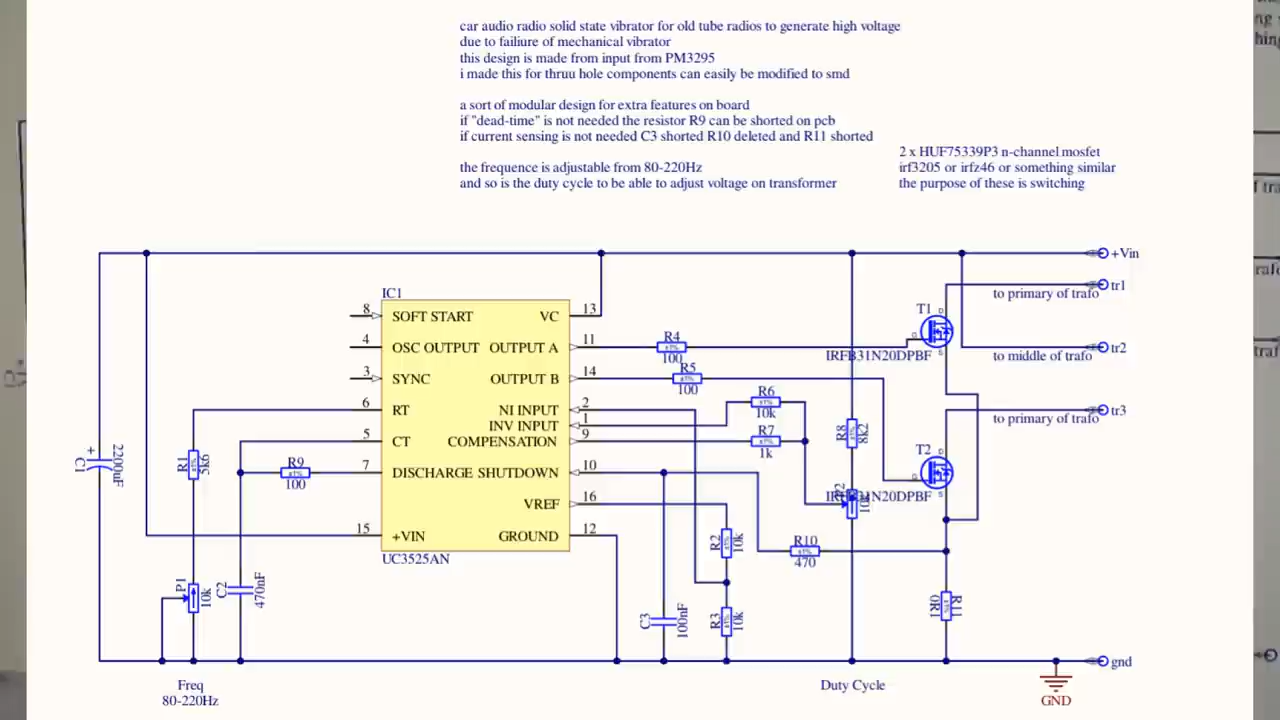 car audio radio solid state vibrator for old tube radios to generate high voltage
due to failiure of mechanical vibrator
this design is made from input from PM3295
i made this for thruu hole components can easily be modified to smd
a sort of modular design for extra features on board
if "dead-time" is not needed the resistor R9 can be shorted on pcb
if current sensing is not needed C3 shorted R10 deleted and R11 shorted
the frequence is adjustable from 80-220Hz
and so is the duty cycle to be able to adjust voltage on transformer
2 x HUF75339P3 n-channel mosfet
irf3205 or irfz46 or something similar
the purpose of these is switching
+Vin
tr1
to primary of trafo
tr2
to middle of trafo
tr3
to primary of trafo
gnd
GND
IC1
8 SOFT START VC 13
4 OSC OUTPUT OUTPUT A 11
3 SYNC OUTPUT B 14
6 RT NI INPUT 2
INV INPUT 1
5 CT COMPENSATION 9
7 DISCHARGE SHUTDOWN 10
VREF 16
15 +VIN GROUND 12
UC3525AN
+
C1 2200uF
R1 5k6
R9
100
P1 10k
C2 470nF
R4
100
R5
100
R6
10k
R7
1k
R8 8k2
R2 10k
R3 10k
C3 100nF
R10
470
R11 0R1
T1
IRFB31N20DPBF
T2
Freq
80-220Hz
Duty Cycle